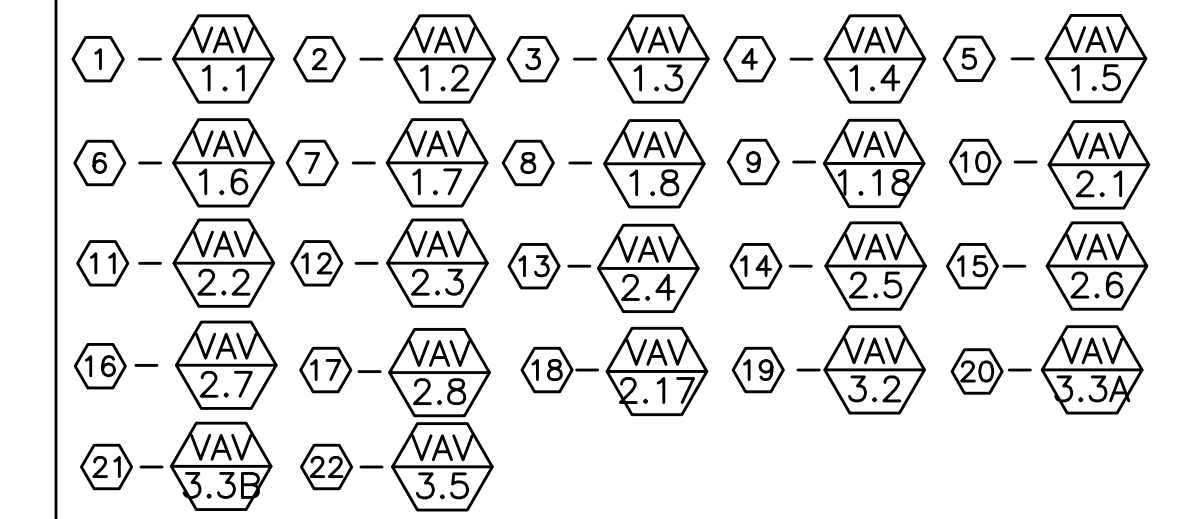 1 – VAV 1.1 2 – VAV 1.2 3 – VAV 1.3 4 – VAV 1.4 5 – VAV 1.5
6 – VAV 1.6 7 – VAV 1.7 8 – VAV 1.8 9 – VAV 1.18 10 – VAV 2.1
11 – VAV 2.2 12 – VAV 2.3 13 – VAV 2.4 14 – VAV 2.5 15 – VAV 2.6
16 – VAV 2.7 17 – VAV 2.8 18 – VAV 2.17 19 – VAV 3.2 20 – VAV 3.3A
21 – VAV 3.3B 22 – VAV 3.5